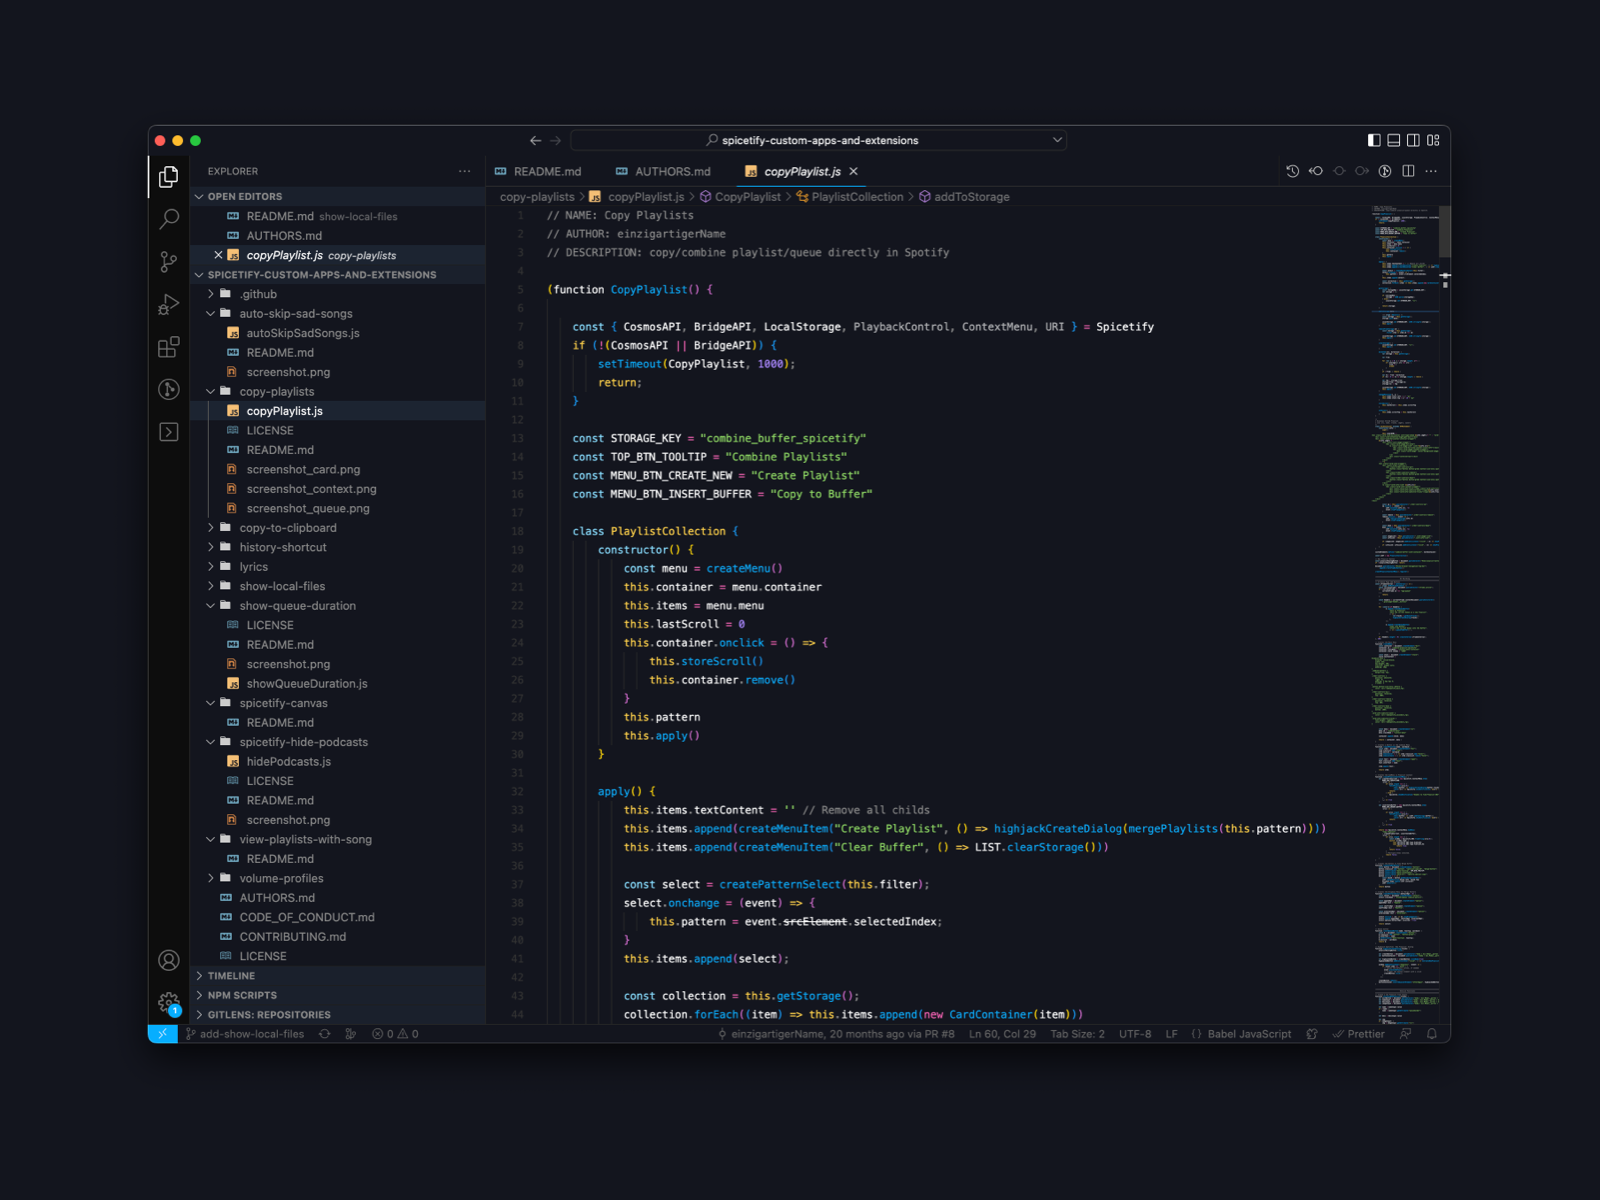 spicetify-custom-apps-and-extensions
EXPLORER
OPEN EDITORS
README.md show-local-files
AUTHORS.md
copyPlaylist.js copy-playlists
SPICETIFY-CUSTOM-APPS-AND-EXTENSIONS
.github
auto-skip-sad-songs
autoSkipSadSongs.js
README.md
screenshot.png
copy-playlists
copyPlaylist.js
LICENSE
README.md
screenshot_card.png
screenshot_context.png
screenshot_queue.png
copy-to-clipboard
history-shortcut
lyrics
show-local-files
show-queue-duration
LICENSE
README.md
screenshot.png
showQueueDuration.js
spicetify-canvas
README.md
spicetify-hide-podcasts
hidePodcasts.js
LICENSE
README.md
screenshot.png
view-playlists-with-song
README.md
volume-profiles
AUTHORS.md
CODE_OF_CONDUCT.md
CONTRIBUTING.md
LICENSE
TIMELINE
NPM SCRIPTS
GITLENS: REPOSITORIES
1
README.md AUTHORS.md JS copyPlaylist.js
copy-playlists > JS copyPlaylist.js > CopyPlaylist > PlaylistCollection > addToStorage
1 // NAME: Copy Playlists
2 // AUTHOR: einzigartigerName
3 // DESCRIPTION: copy/combine playlist/queue directly in Spotify
4
5 (function CopyPlaylist() {
6
7 const { CosmosAPI, BridgeAPI, LocalStorage, PlaybackControl, ContextMenu, URI } = Spicetify
8 if (!(CosmosAPI || BridgeAPI)) {
9 setTimeout(CopyPlaylist, 1000);
10 return;
11 }
12
13 const STORAGE_KEY = "combine_buffer_spicetify"
14 const TOP_BTN_TOOLTIP = "Combine Playlists"
15 const MENU_BTN_CREATE_NEW = "Create Playlist"
16 const MENU_BTN_INSERT_BUFFER = "Copy to Buffer"
17
18 class PlaylistCollection {
19 constructor() {
20 const menu = createMenu()
21 this.container = menu.container
22 this.items = menu.menu
23 this.lastScroll = 0
24 this.container.onclick = () => {
25 this.storeScroll()
26 this.container.remove()
27 }
28 this.pattern
29 this.apply()
30 }
31
32 apply() {
33 this.items.textContent = '' // Remove all childs
34 this.items.append(createMenuItem("Create Playlist", () => highjackCreateDialog(mergePlaylists(this.pattern))))
35 this.items.append(createMenuItem("Clear Buffer", () => LIST.clearStorage()))
36
37 const select = createPatternSelect(this.filter);
38 select.onchange = (event) => {
39 this.pattern = event.srcElement.selectedIndex;
40 }
41 this.items.append(select);
42
43 const collection = this.getStorage();
44 collection.forEach((item) => this.items.append(new CardContainer(item)))
add-show-local-files 0 0 einzigartigerName, 20 months ago via PR #8 Ln 60, Col 29 Tab Size: 2 UTF-8 LF {} Babel JavaScript Prettier